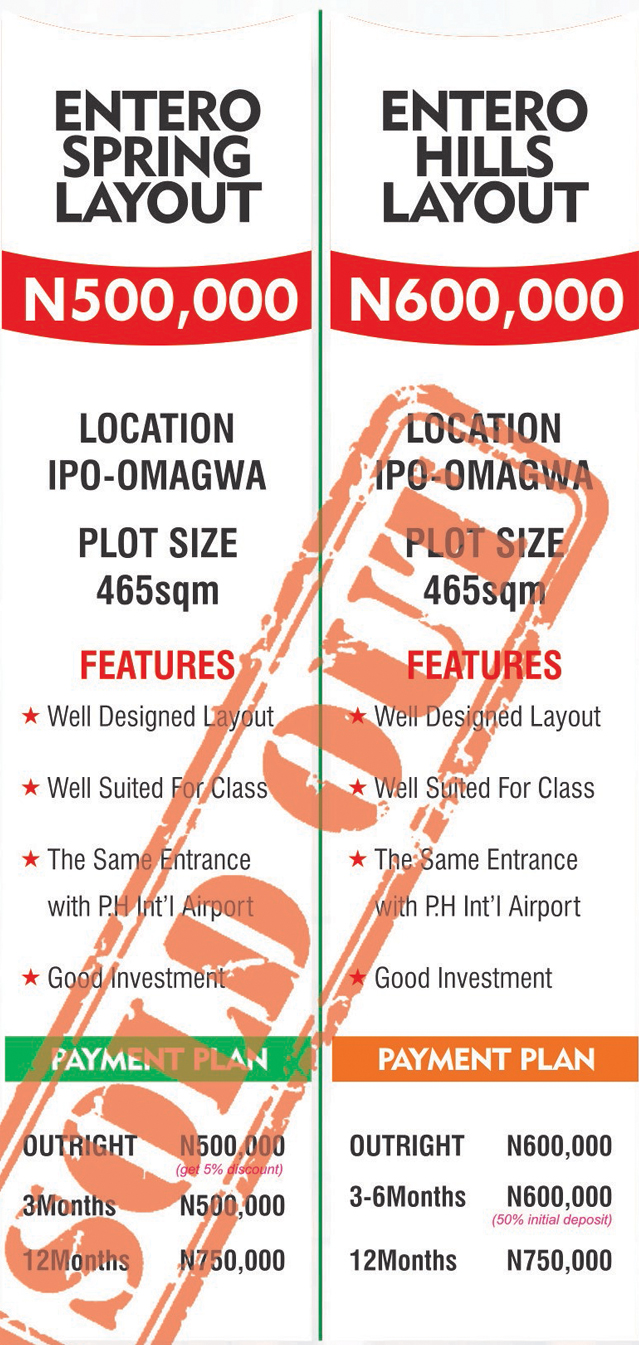 ENTERO
SPRING
LAYOUT
N500,000
LOCATION
IPO-OMAGWA
PLOT SIZE
465sqm
FEATURES
★ Well Designed Layout
★ Well Suited For Class
★ The Same Entrance
with P.H Int'l Airport
★ Good Investment
PAYMENT PLAN
OUTRIGHT N500,000
(get 5% discount)
3Months N500,000
12Months N750,000
ENTERO
HILLS
LAYOUT
N600,000
LOCATION
IPO-OMAGWA
PLOT SIZE
465sqm
FEATURES
★ Well Designed Layout
★ Well Suited For Class
★ The Same Entrance
with P.H Int'l Airport
★ Good Investment
PAYMENT PLAN
OUTRIGHT N600,000
3-6Months N600,000
(50% initial deposit)
12Months N750,000
SOLD OUT